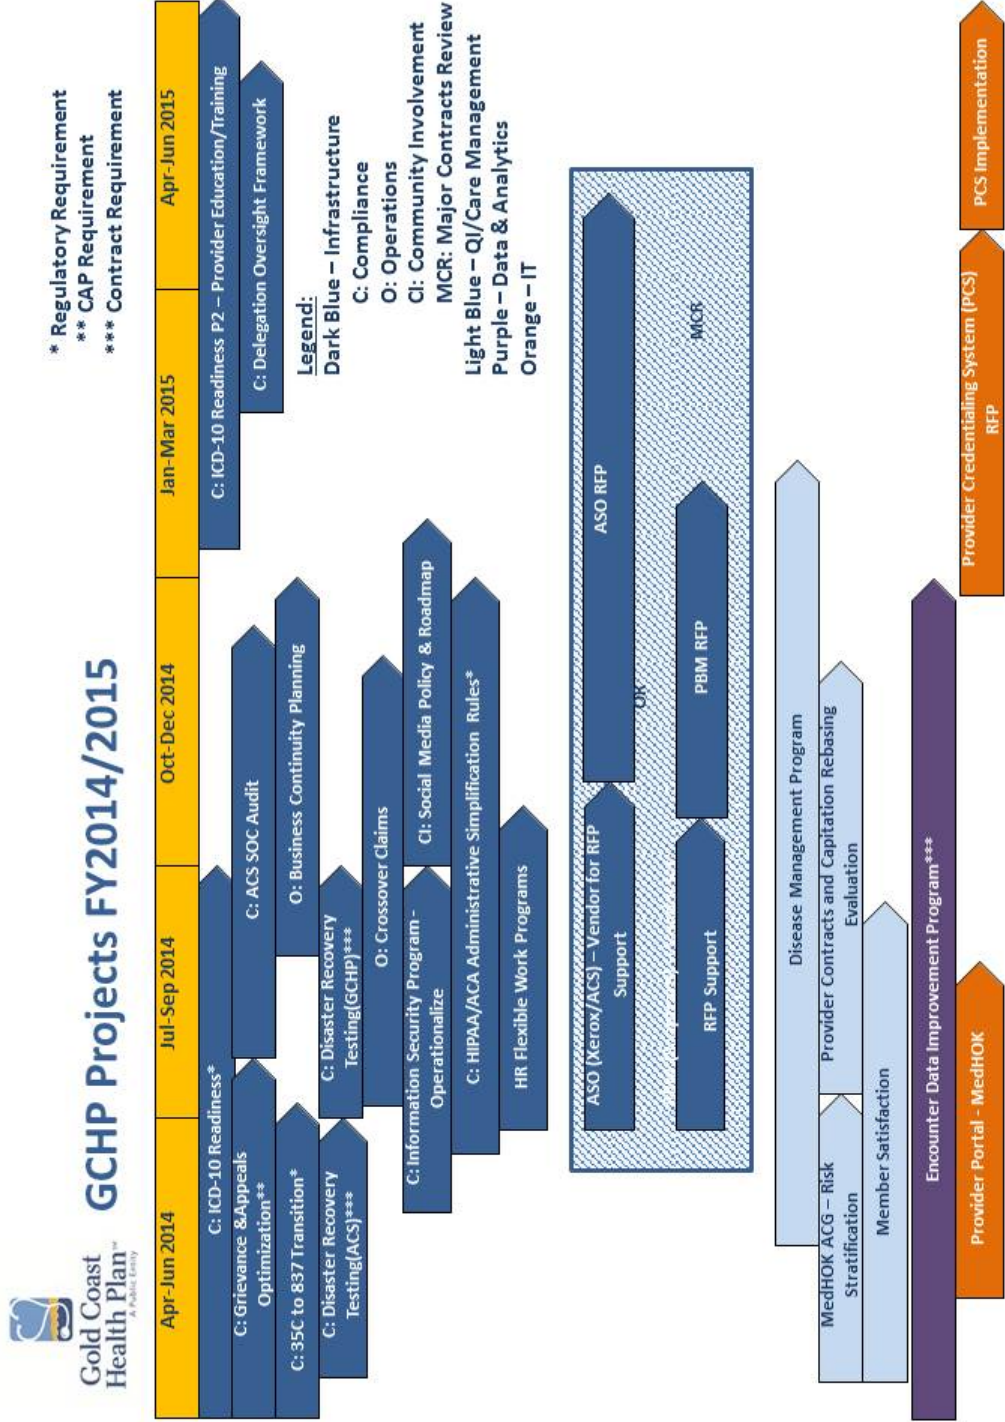 Gold Coast
Health Plan™
A Public Entity
GCHP Projects FY2014/2015
* Regulatory Requirement
** CAP Requirement
*** Contract Requirement
Apr-Jun 2014
Jul-Sep 2014
Oct-Dec 2014
Jan-Mar 2015
Apr-Jun 2015
C: ICD-10 Readiness*
C: ICD-10 Readiness P2 – Provider Education/Training
C: Grievance &Appeals
Optimization**
C: ACS SOC Audit
C: Delegation Oversight Framework
C: 35C to 837 Transition*
O: Business Continuity Planning
C: Disaster Recovery
Testing(ACS)***
C: Disaster Recovery
Testing(GCHP)***
O: Crossover Claims
C: Information Security Program -
Operationalize
CI: Social Media Policy & Roadmap
C: HIPAA/ACA Administrative Simplification Rules*
HR Flexible Work Programs
Legend:
Dark Blue – Infrastructure
C: Compliance
O: Operations
CI: Community Involvement
MCR: Major Contracts Review
Light Blue – QI/Care Management
Purple – Data & Analytics
Orange – IT
ASO (Xerox/ACS) – Vendor for RFP
Support
ASO RFP
OR
RFP Support
PBM RFP
MCR
Disease Management Program
MedHOK ACG – Risk
Stratification
Provider Contracts and Capitation Rebasing
Evaluation
Member Satisfaction
Encounter Data Improvement Program***
Provider Portal - MedHOK
Provider Credentialing System (PCS)
RFP
PCS Implementation